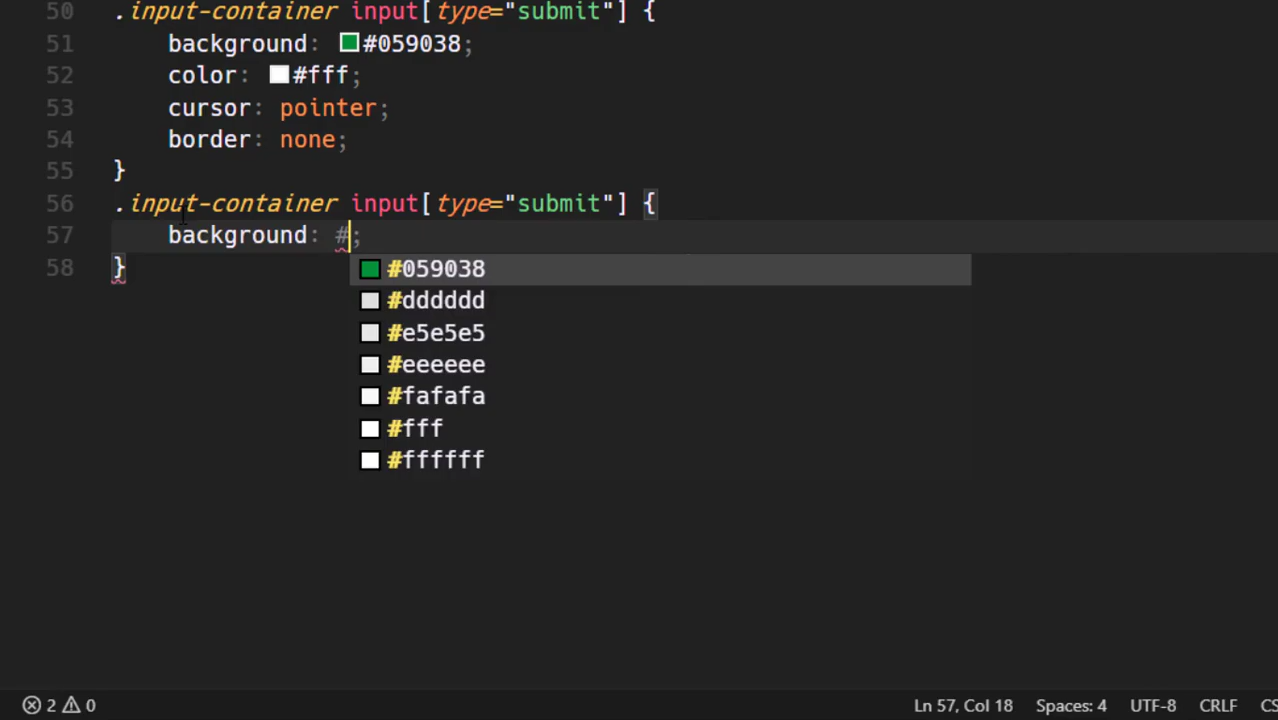 50 .input-container input[type="submit"] {
51 background: #059038;
52 color: #fff;
53 cursor: pointer;
54 border: none;
55 }
56 .input-container input[type="submit"] {
57 background: #;
58 }
#059038
#dddddd
#e5e5e5
#eeeeee
#fafafa
#fff
#ffffff
2 0 Ln 57, Col 18 Spaces: 4 UTF-8 CRLF CS